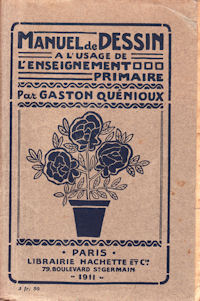 MANUEL de DESSIN
A L'USAGE DE
L'ENSEIGNEMENT
PRIMAIRE
Par GASTON QUÉNIOUX
PARIS
LIBRAIRIE HACHETTE ET Cie
79, BOULEVARD ST GERMAIN
1911